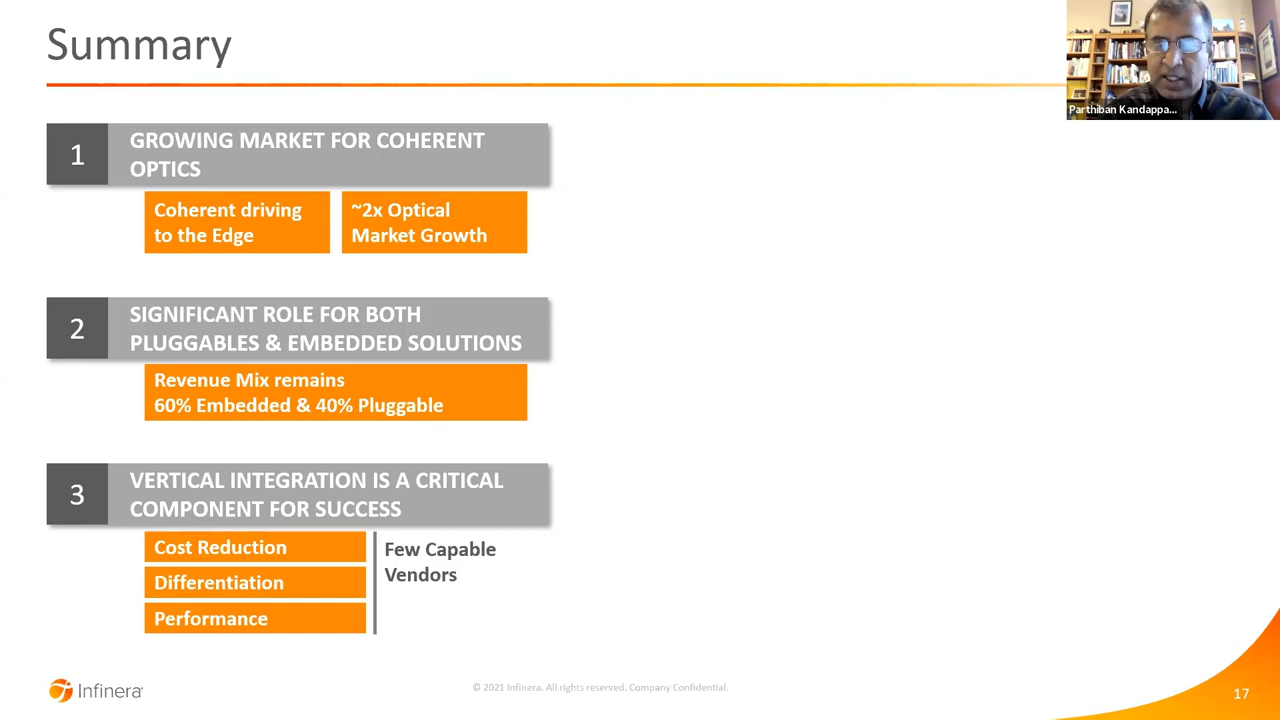 Summary
Parthiban Kandappa...
1
GROWING MARKET FOR COHERENT
OPTICS
Coherent driving
to the Edge
~2x Optical
Market Growth
2
SIGNIFICANT ROLE FOR BOTH
PLUGGABLES & EMBEDDED SOLUTIONS
Revenue Mix remains
60% Embedded & 40% Pluggable
3
VERTICAL INTEGRATION IS A CRITICAL
COMPONENT FOR SUCCESS
Cost Reduction
Differentiation
Performance
Few Capable
Vendors
Infinera
© 2021 Infinera. All rights reserved. Company Confidential.
17